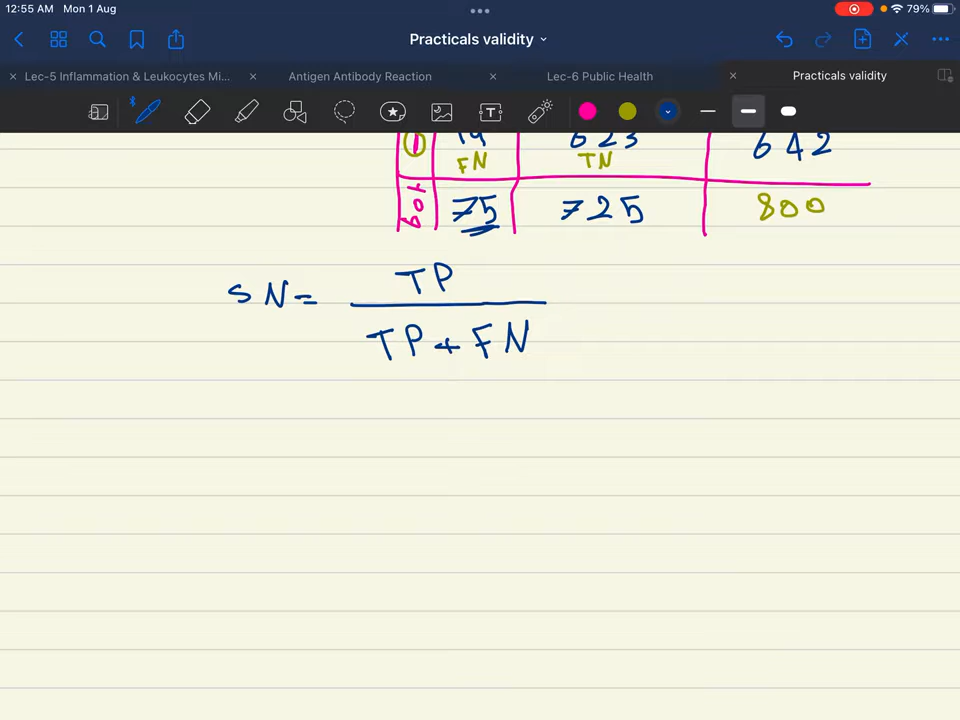 12:55 AM Mon 1 Aug 79%
Practicals validity
Lec-5 Inflammation & Leukocytes Mi... Antigen Antibody Reaction Lec-6 Public Health Practicals validity
19 623 642
FN TN
75 725 800
SN= TP
TP+FN